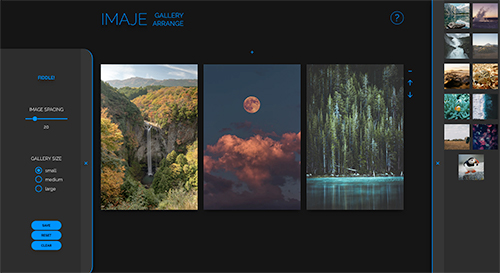 IMAJE GALLERY
ARRANGE
?
IMAGE SPACING
20
GALLERY SIZE
small
medium
large
SAVE
RESET
CLEAR